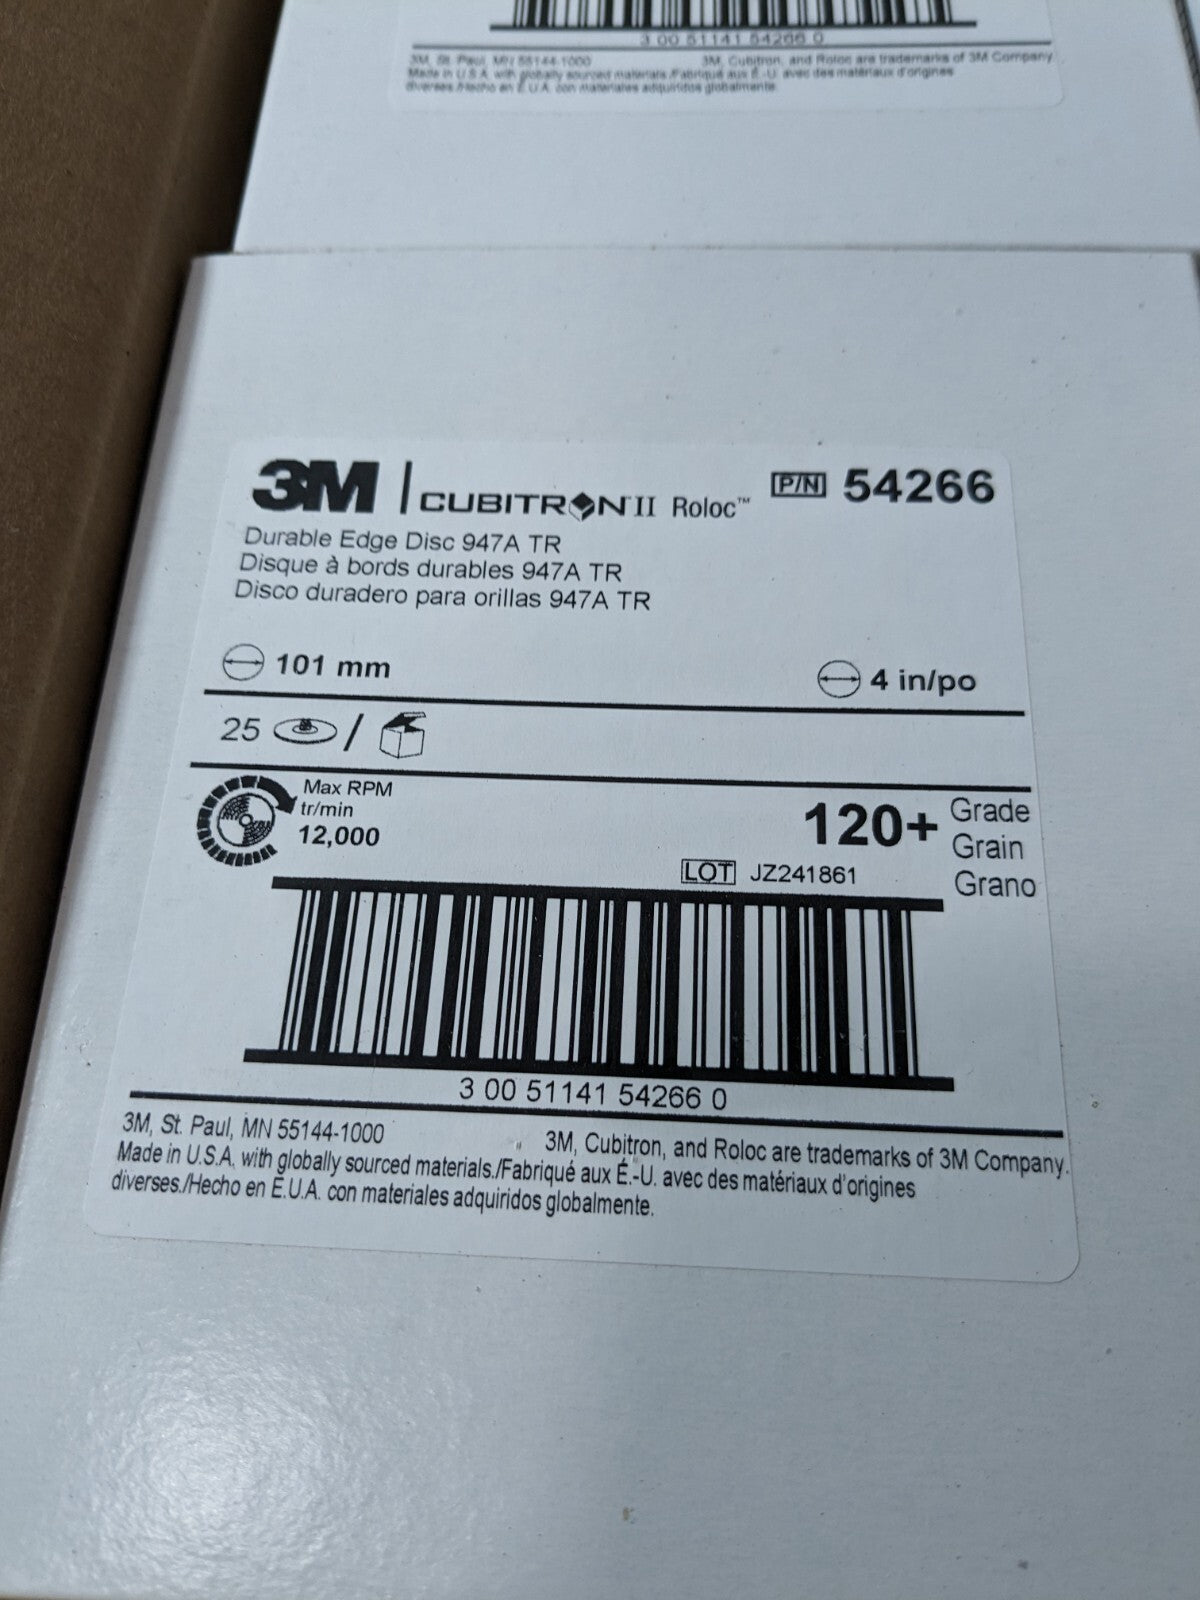 3 00 51141 54266 0
3M, St. Paul, MN 55144-1000 3M, Cubitron, and Roloc are trademarks of 3M Company.
Made in U.S.A. with globally sourced materials./Fabriqué aux É.-U. avec des matériaux d'origines
diverses./Hecho en E.U.A. con materiales adquiridos globalmente.
3M | CUBITRON™ II Roloc™ P/N 54266
Durable Edge Disc 947A TR
Disque à bords durables 947A TR
Disco duradero para orillas 947A TR
101 mm 4 in/po
25 /
Max RPM
tr/min
12,000
120+ Grade
Grain
Grano
LOT JZ241861
3 00 51141 54266 0
3M, St. Paul, MN 55144-1000 3M, Cubitron, and Roloc are trademarks of 3M Company.
Made in U.S.A. with globally sourced materials./Fabriqué aux É.-U. avec des matériaux d'origines
diverses./Hecho en E.U.A. con materiales adquiridos globalmente.